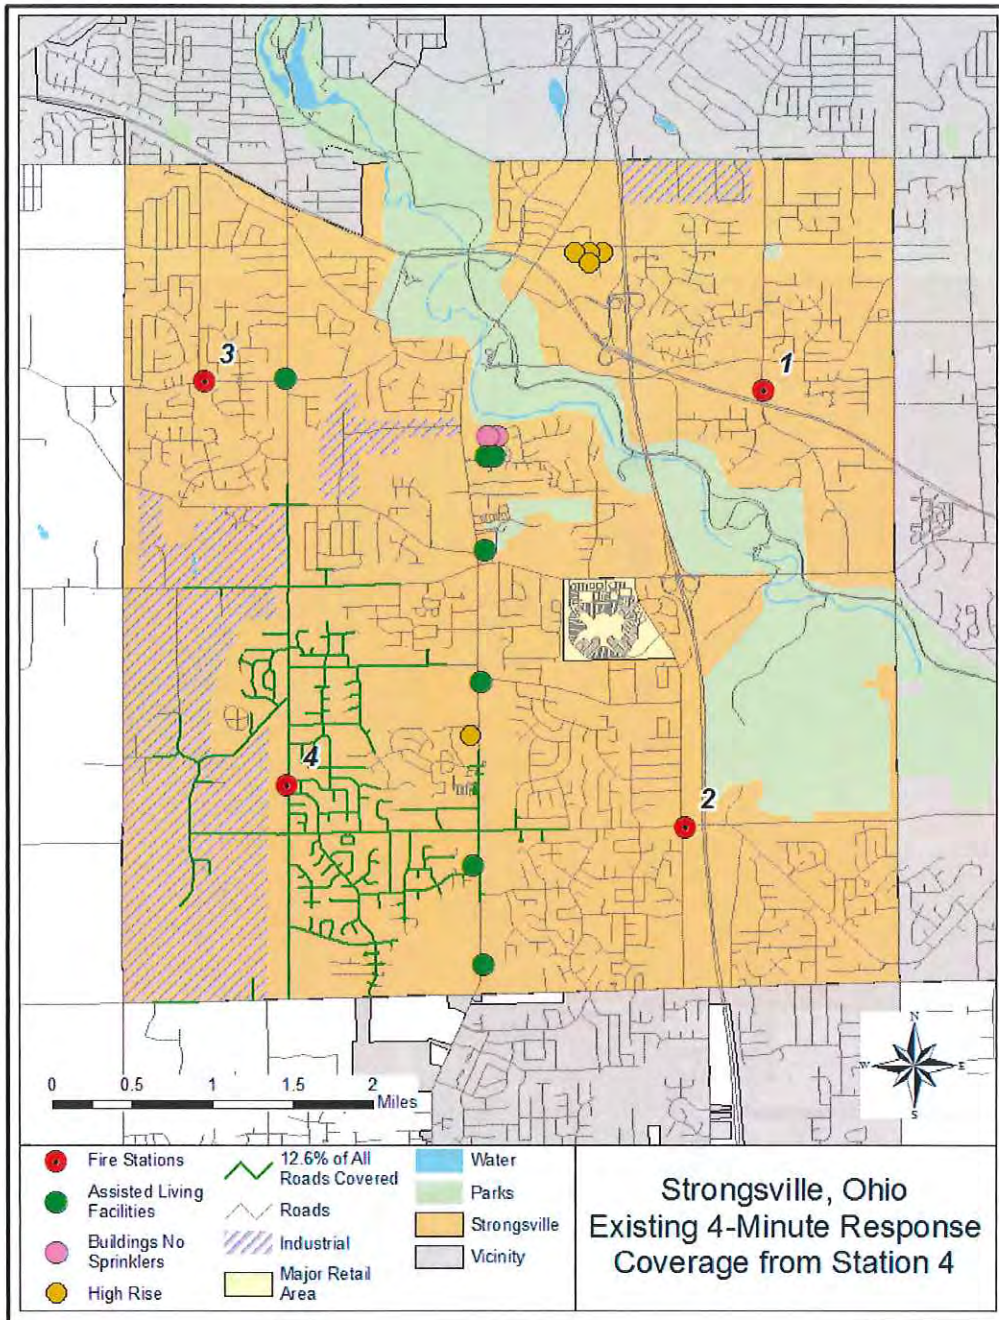 3
1
4
2
N
W
E
S
0 0.5 1 1.5 2
Miles
Fire Stations
Assisted Living
Facilities
Buildings No
Sprinklers
High Rise
12.6% of All
Roads Covered
Roads
Industrial
Major Retail
Area
Water
Parks
Strongsville
Vicinity
Strongsville, Ohio
Existing 4-Minute Response
Coverage from Station 4